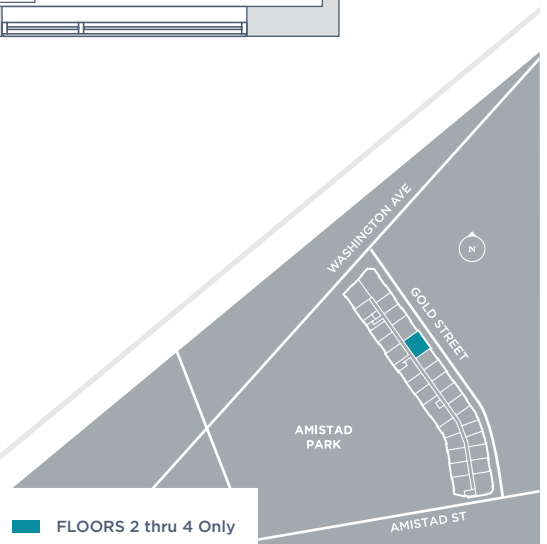 WASHINGTON AVE
N
GOLD STREET
AMISTAD
PARK
AMISTAD ST
FLOORS 2 thru 4 Only